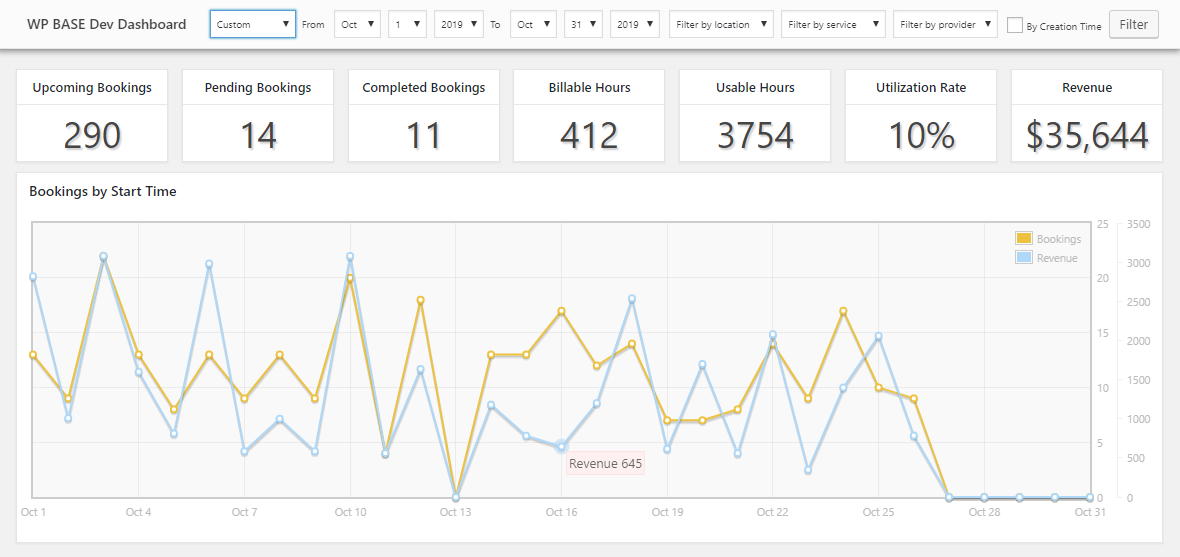 WP BASE Dev Dashboard Custom From Oct 1 2019 To Oct 31 2019 Filter by location Filter by service Filter by provider By Creation Time Filter
Upcoming Bookings Pending Bookings Completed Bookings Billable Hours Usable Hours Utilization Rate Revenue
290 14 11 412 3754 10% $35,644
Bookings by Start Time
25 3500
Bookings
Revenue
20 3000
2500
15 2000
10 1500
1000
5 500
Revenue 645
0 0
Oct 1 Oct 4 Oct 7 Oct 10 Oct 13 Oct 16 Oct 19 Oct 22 Oct 25 Oct 28 Oct 31